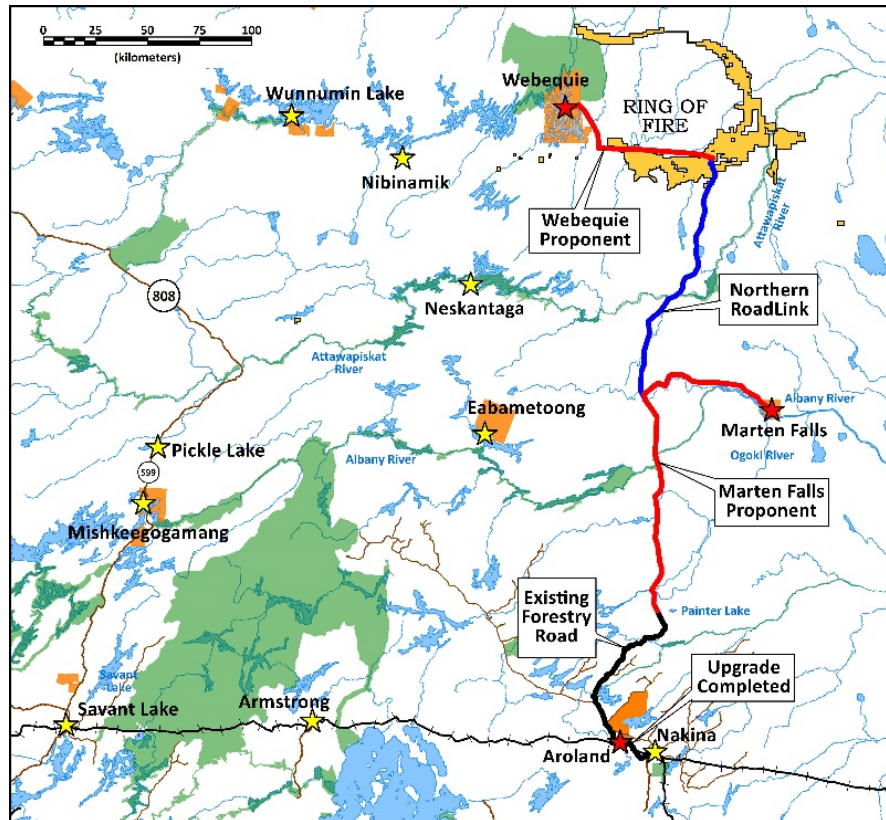 0 25 50 75 100
(kilometers)
Webequie
Wunnumin Lake
RING OF
FIRE
Nibinamik
Attawapiskat
River
Webequie
Proponent
808
Neskantaga
Northern
RoadLink
Attawapiskat
River
Eabametoong
Albany River
Marten Falls
Pickle Lake
Albany River
Ogoki River
599
Marten Falls
Proponent
Mishkeegogamang
Existing
Forestry
Road
Painter Lake
Upgrade
Completed
Savant
Lake
Savant Lake
Armstrong
Nakina
Aroland